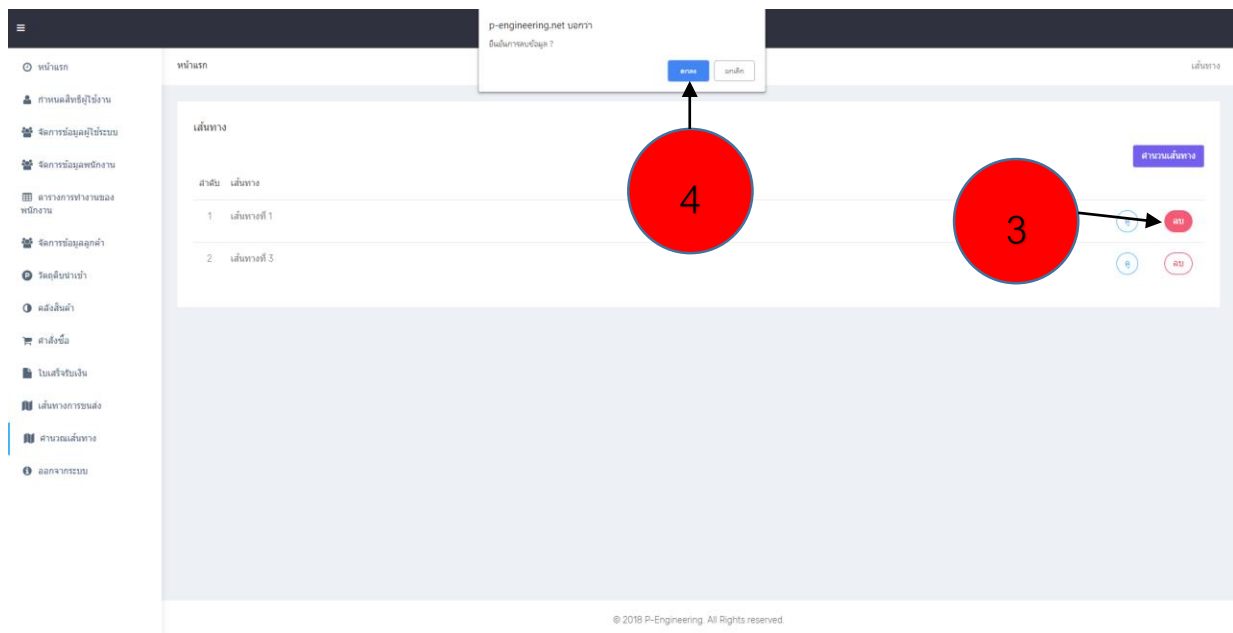 p-engineering.net บอกว่า
ยืนยันการลบข้อมูล ?
ตกลง
ยกเลิก
หน้าแรก
กำหนดสิทธิผู้ใช้งาน
จัดการข้อมูลผู้ใช้ระบบ
จัดการข้อมูลพนักงาน
ตารางการทำงานของ
พนักงาน
จัดการข้อมูลลูกค้า
วัตถุดิบนำเข้า
คลังสินค้า
คำสั่งซื้อ
ใบเสร็จรับเงิน
เส้นทางการขนส่ง
คำนวณเส้นทาง
ออกจากระบบ
หน้าแรก
เส้นทาง
เส้นทาง
คำนวนเส้นทาง
ลำดับ เส้นทาง
1 เส้นทางที่ 1
ดู
ลบ
2 เส้นทางที่ 3
ดู
ลบ
4
3
© 2018 P-Engineering. All Rights reserved.